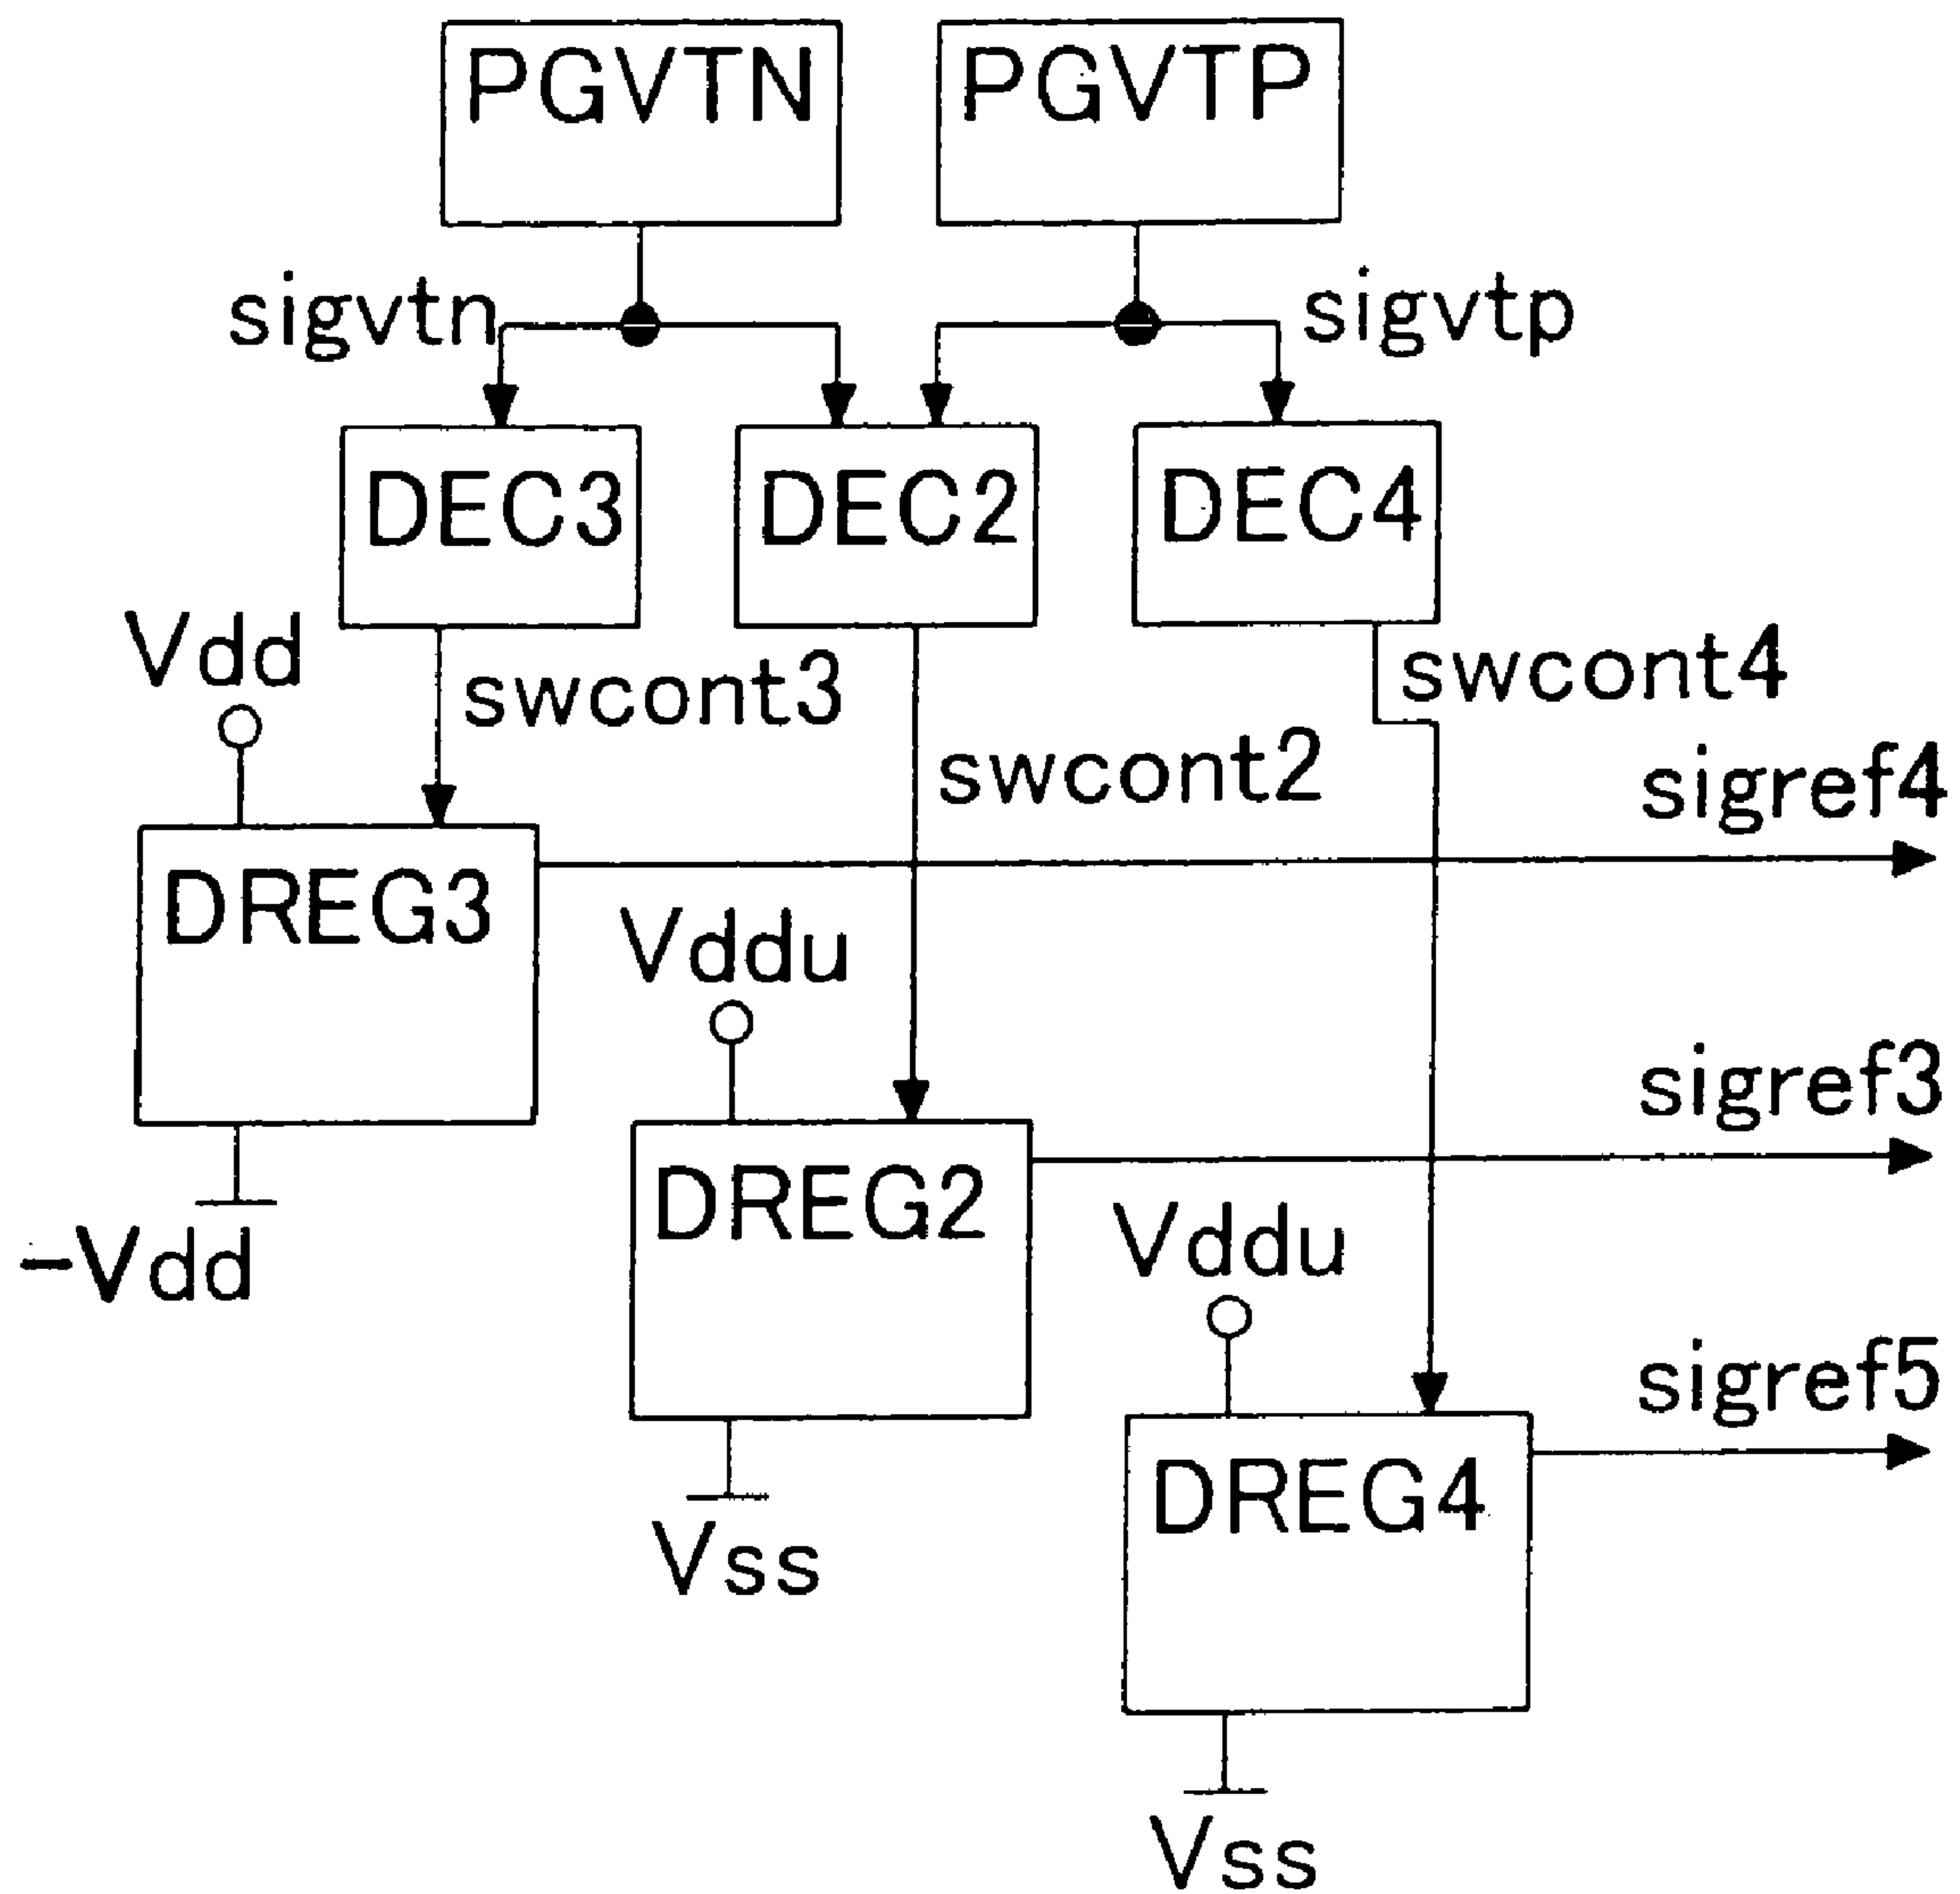 PGVTN PGVTP
sigvtn sigvtp
DEC3 DEC2 DEC4
Vdd swcont3 swcont4
swcont2 sigref4
DREG3
Vddu
sigref3
DREG2
-Vdd Vddu
sigref5
DREG4
Vss
Vss